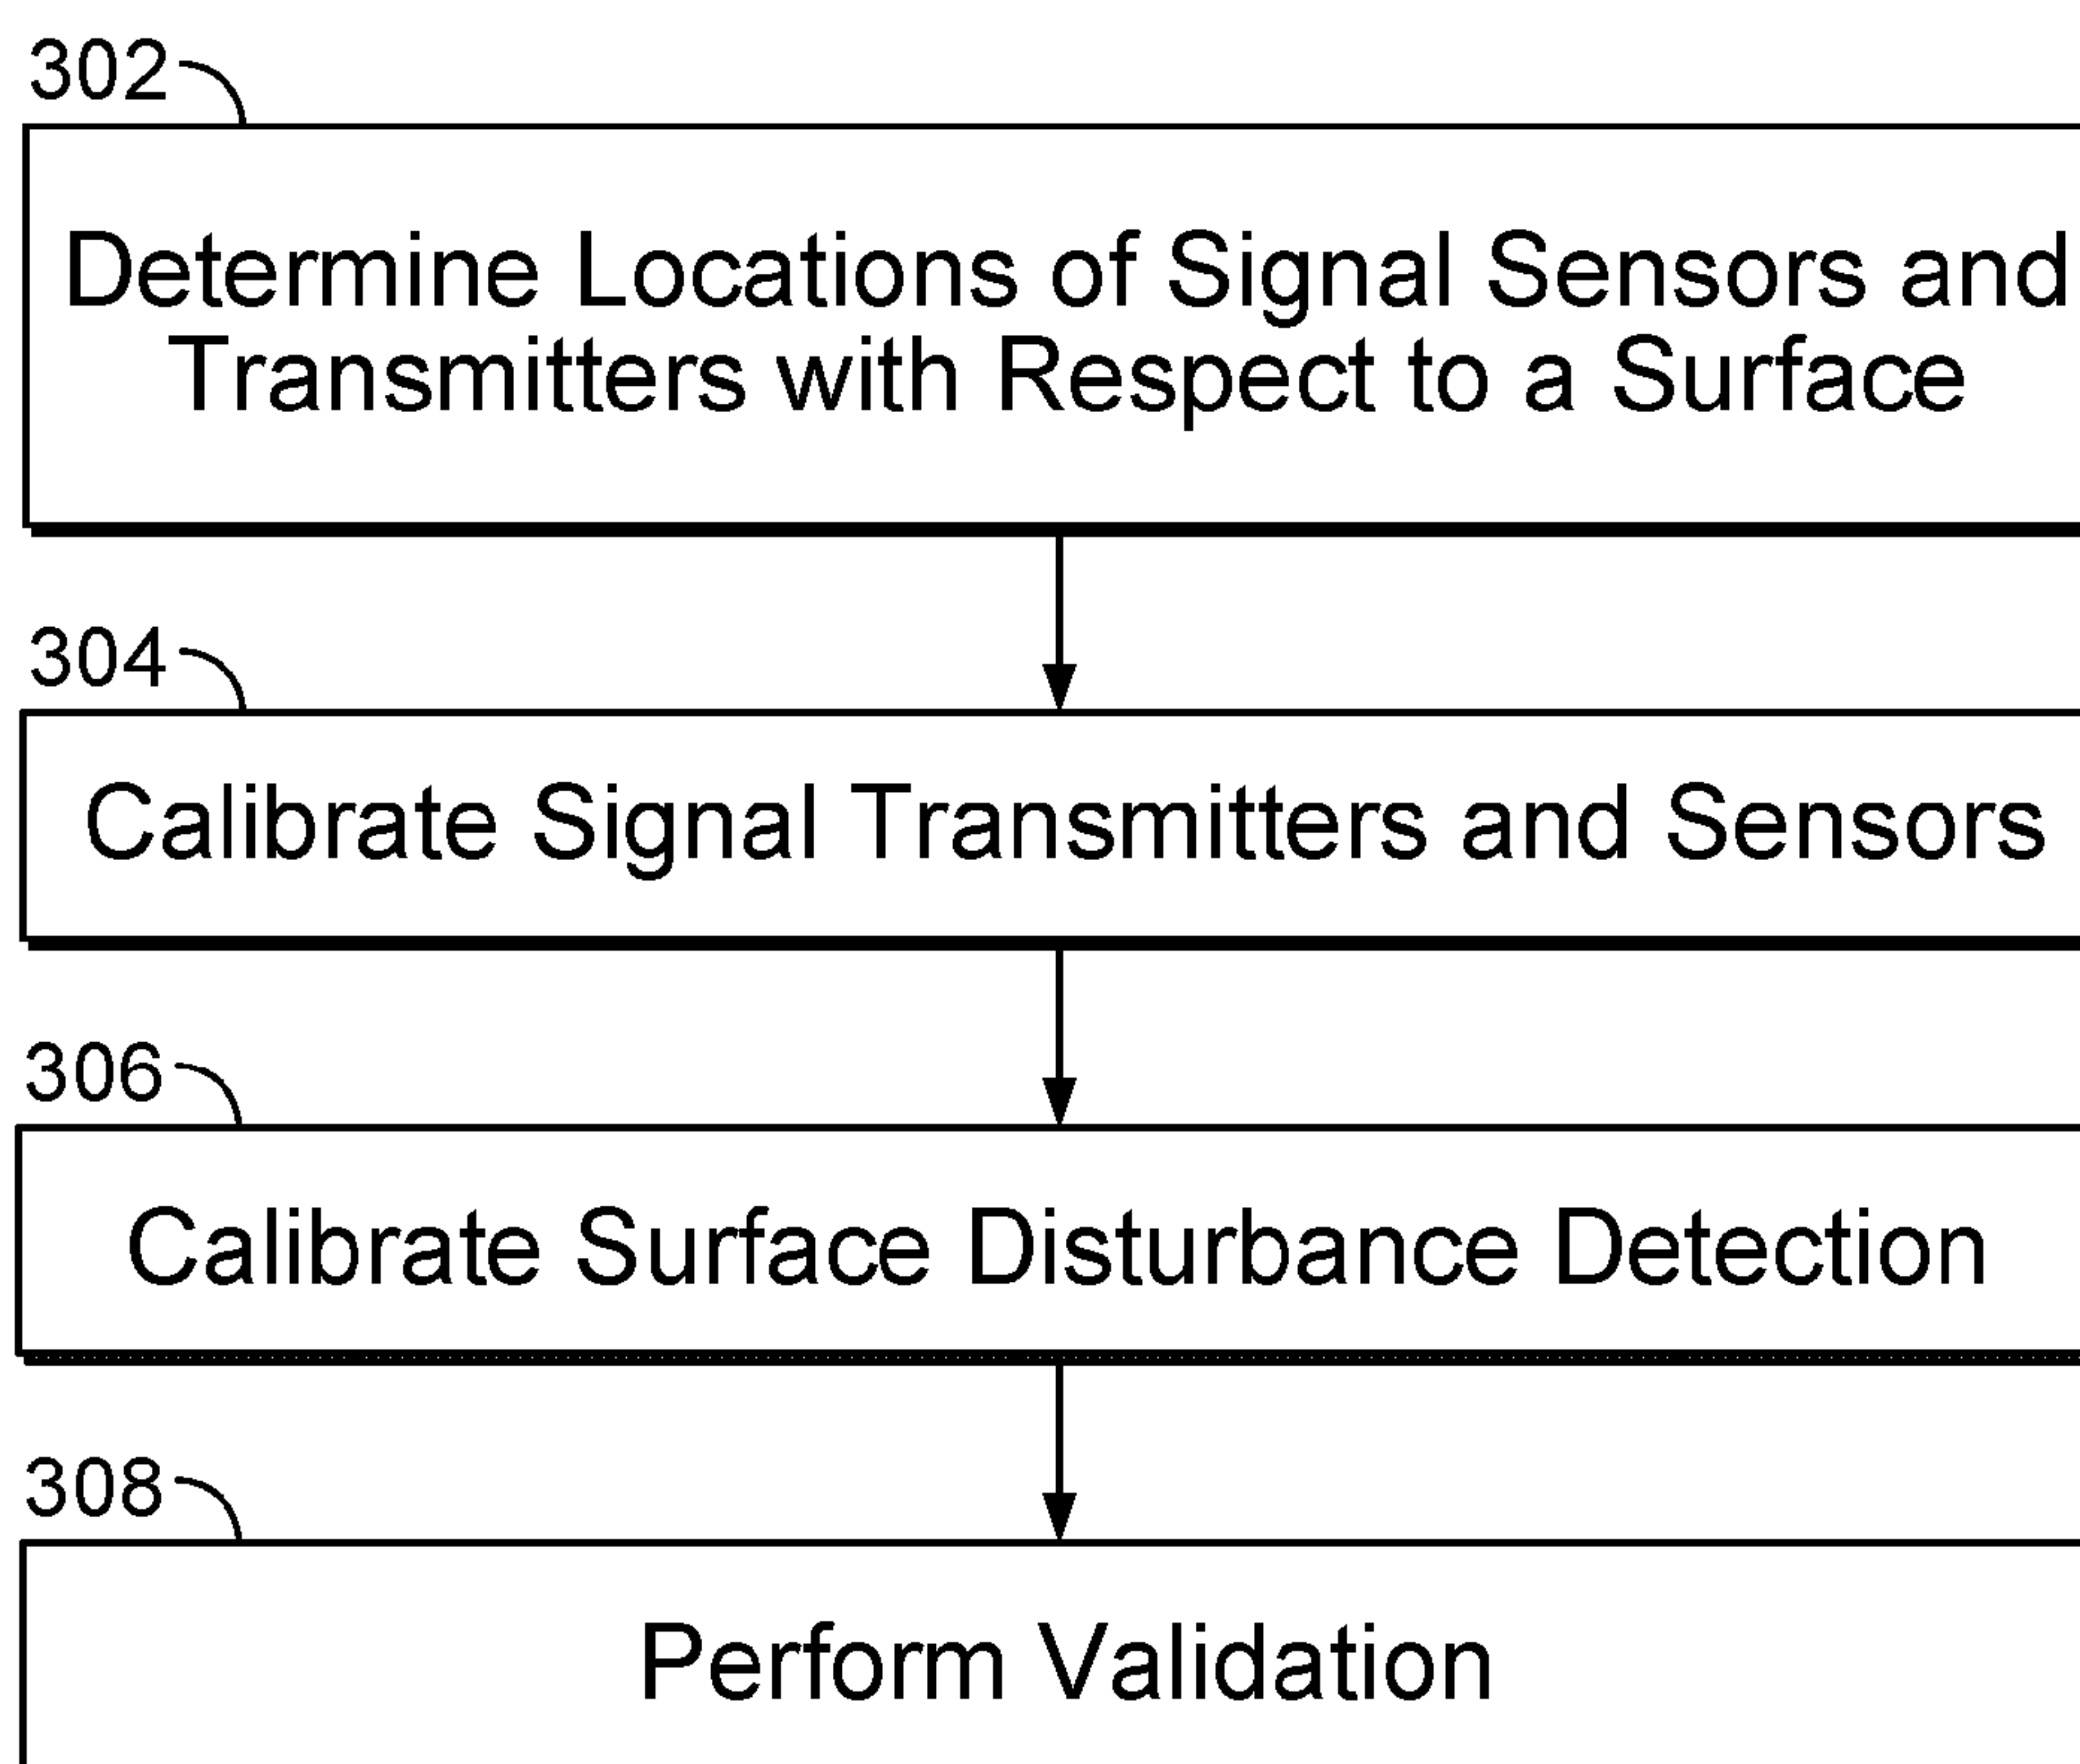 302
Determine Locations of Signal Sensors and
Transmitters with Respect to a Surface
304
Calibrate Signal Transmitters and Sensors
306
Calibrate Surface Disturbance Detection
308
Perform Validation